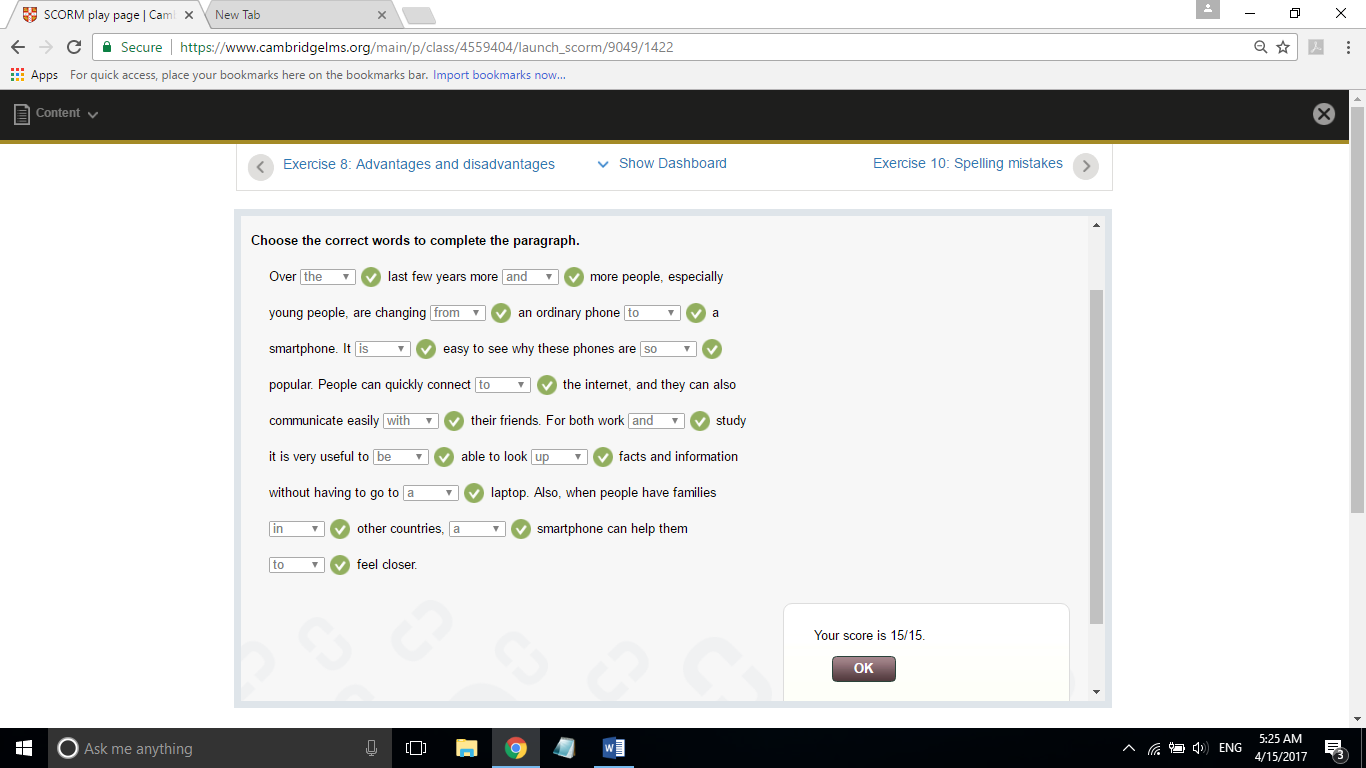 SCORM play page | Cam
New Tab
Secure https://www.cambridgelms.org/main/p/class/4559404/launch_scorm/9049/1422
Apps For quick access, place your bookmarks here on the bookmarks bar. Import bookmarks now...
Content
Exercise 8: Advantages and disadvantages Show Dashboard Exercise 10: Spelling mistakes
Choose the correct words to complete the paragraph.
Over the last few years more and more people, especially
young people, are changing from an ordinary phone to a
smartphone. It is easy to see why these phones are so
popular. People can quickly connect to the internet, and they can also
communicate easily with their friends. For both work and study
it is very useful to be able to look up facts and information
without having to go to a laptop. Also, when people have families
in other countries, a smartphone can help them
to feel closer.
Your score is 15/15.
OK
Ask me anything
ENG
5:25 AM
4/15/2017
3